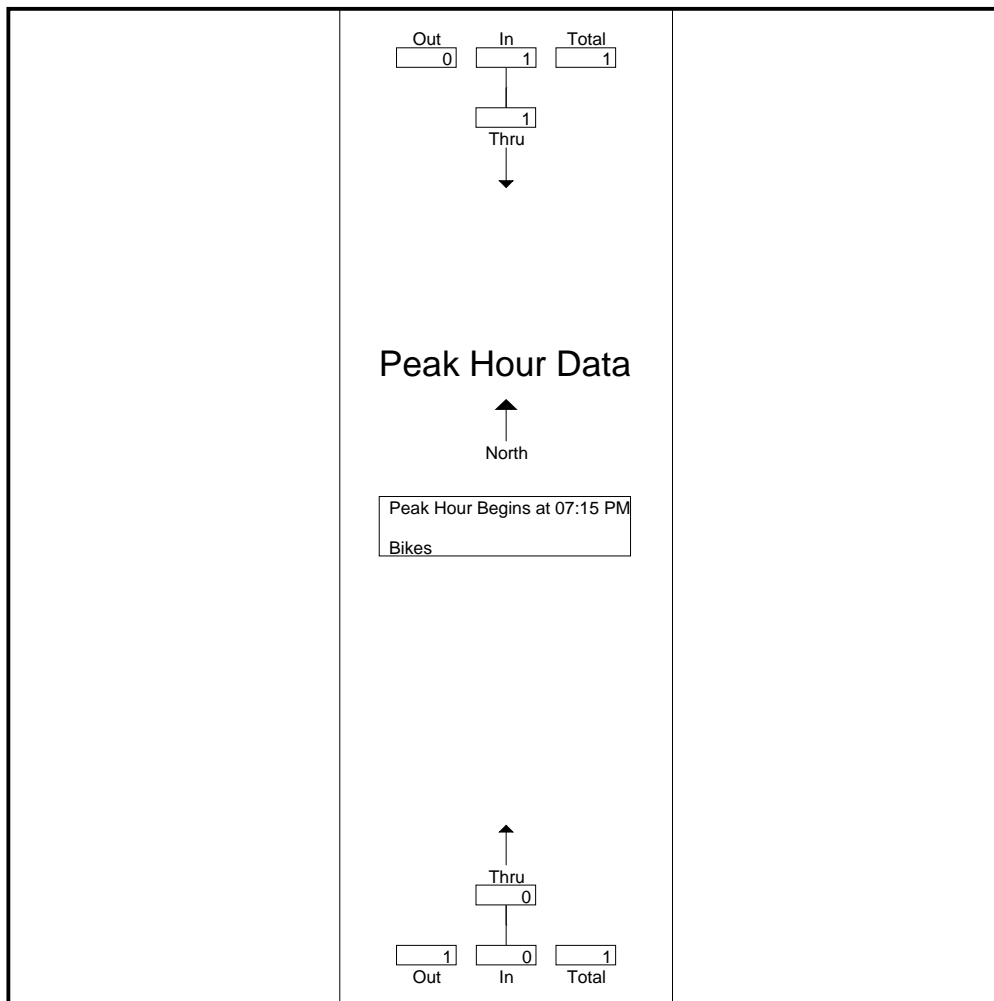 Out In Total
0 1 1
1
Thru
Peak Hour Data
North
Peak Hour Begins at 07:15 PM
Bikes
Thru
0
1 0 1
Out In Total